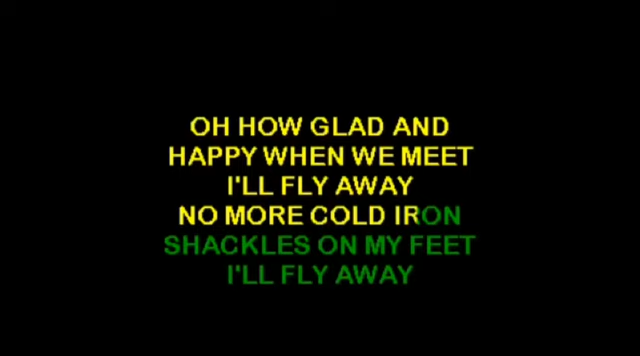 OH HOW GLAD AND
HAPPY WHEN WE MEET
I'LL FLY AWAY
NO MORE COLD IRON
SHACKLES ON MY FEET
I'LL FLY AWAY